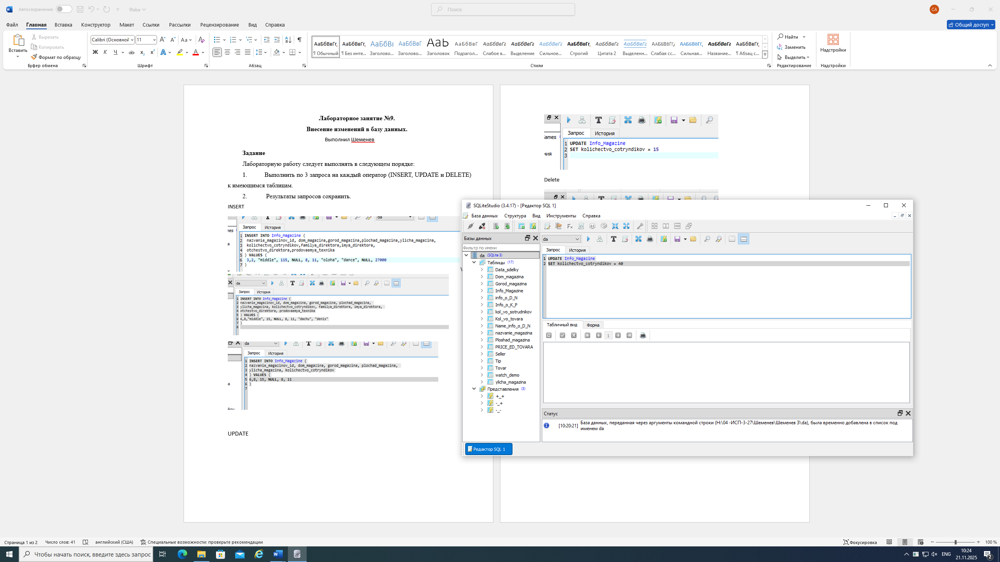 Автосохранение
9laba
Поиск
CA
Файл Главная Вставка Конструктор Макет Ссылки Рассылки Рецензирование Вид Справка
Общий доступ
Вставить
Вырезать
Копировать
Формат по образцу
Буфер обмена
Calibri (Основной
11
Шрифт
Абзац
АаБбВвГг, АаБбВвГг,
¶ Обычный ¶ Без инте... Заголово... Заголово... Заголовок Подзагол... Слабое в... Выделение Сильное... Строгий Цитата 2 Выделенн... Слабая сс... Сильная... Название... ¶ Абзац с...
Стили
Найти
Заменить
Выделить
Редактирование
Надстройки
Надстройки
Лабораторное занятие №9.
Внесение изменений в базу данных.
Выполнил Шеменев
Задание
Лабораторную работу следует выполнять в следующем порядке:
1. Выполнить по 3 запроса на каждый оператор (INSERT, UPDATE и DELETE)
к имеющимся таблицам.
2. Результаты запросов сохранить.
INSERT
da
Запрос История
1 INSERT INTO Info_Magazine (
2 nazvanie_magazinov_id, dom_magazina,gorod_magazina,plochad_magazina,ylicha_magazina,
3 kolichectvo_cotryndikov,familya_direktora,imya_direktora,
4 otchestvo_direktora,prodovaemya_texnika
5 ) VALUES (
6 3,2, "middle", 115, NULL, 8, 11, "oloha", "dance", NULL, 27000
7 )
da
Запрос История
1 INSERT INTO Info_Magazine (
2 nazvanie_magazinov_id, dom_magazina, gorod_magazina, plochad_magazina,
3 ylicha_magazina, kolichectvo_cotryndikov, familya_direktora, imya_direktora,
4 otchestvo_direktora, prodovaemya_texnika
5 ) VALUES (
6 6,8,"middle", 15, NULL, 8, 11, "dachu", "denis"
7 )
8
da
Запрос История
1 INSERT INTO Info_Magazine (
2 nazvanie_magazinov_id, dom_magazina, gorod_magazina, plochad_magazina,
3 ylicha_magazina, kolichectvo_cotryndikov
4 ) VALUES (
5 6,8, 15, NULL, 8, 11
6 )
7
UPDATE
Запрос История
1 UPDATE Info_Magazine
2 SET kolichectvo_cotryndikov = 15
3
Delete
SQLiteStudio (3.4.17) - [Редактор SQL 1]
База данных Структура Вид Инструменты Справка
Базы данных
Фильтр по имени
da (SQLite 3)
Таблицы (17)
Data_sdelky
Dom_magazina
Gorod_magazina
Info_Magazine
info_o_D_N
Info_o_K_P
kol_vo_sotrudnikov
Kol_vo_tovara
Name_info_o_D_N
nazvanie_magazina
Ploshad_magazina
PRICE_ED_TOVARA
Seller
Tip
Tovar
watch_demo
ylicha_magazina
Представления (3)
+_+
-_+
-_-
da
Запрос История
1 UPDATE Info_Magazine
2 SET kolichectvo_cotryndikov = 40
Табличный вид Форма
1
Статус
[10:20:21] База данных, переданная через аргументы командной строки (H:\04 -ИСП-3-27\Шеменев\Шеменев 3\da), была временно добавлена в список под
именем da
Редактор SQL 1
Страница 1 из 2 Число слов: 41 английский (США) Специальные возможности: проверьте рекомендации
Фокусировка
100 %
Чтобы начать поиск, введите здесь запрос
ENG
10:24
21.11.2025
2